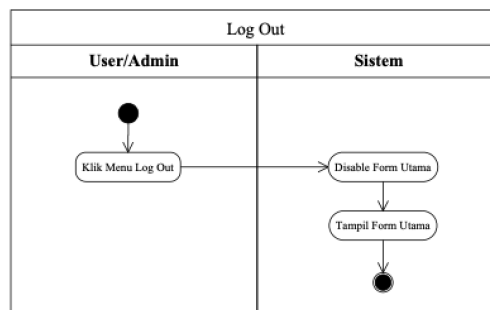 Log Out
User/Admin
Sistem
Klik Menu Log Out
Disable Form Utama
Tampil Form Utama